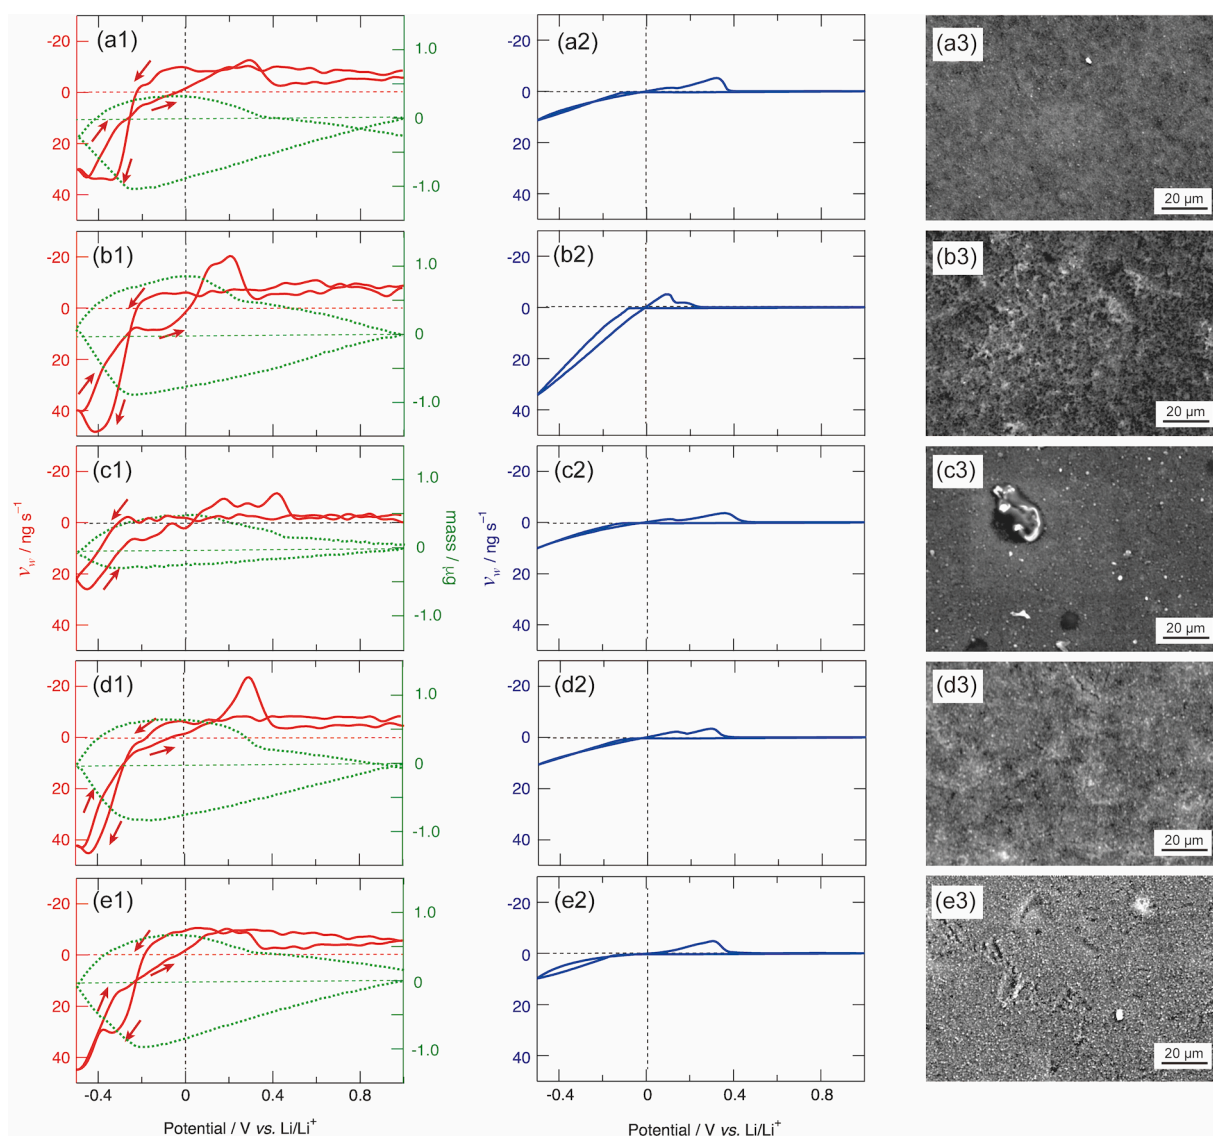 (a1)
-20
0
20
40
1.0
0
-1.0
(a2)
-20
0
20
40
(a3)
20 µm
(b1)
-20
0
20
40
1.0
0
-1.0
(b2)
-20
0
20
40
(b3)
20 µm
(c1)
-20
0
20
40
1.0
0
-1.0
vw / ng s⁻¹
mass / µg
(c2)
-20
0
20
40
vw / ng s⁻¹
(c3)
20 µm
(d1)
-20
0
20
40
1.0
0
-1.0
(d2)
-20
0
20
40
(d3)
20 µm
(e1)
-20
0
20
40
1.0
0
-1.0
(e2)
-20
0
20
40
(e3)
20 µm
-0.4 0 0.4 0.8
Potential / V vs. Li/Li⁺
-0.4 0 0.4 0.8
Potential / V vs. Li/Li⁺